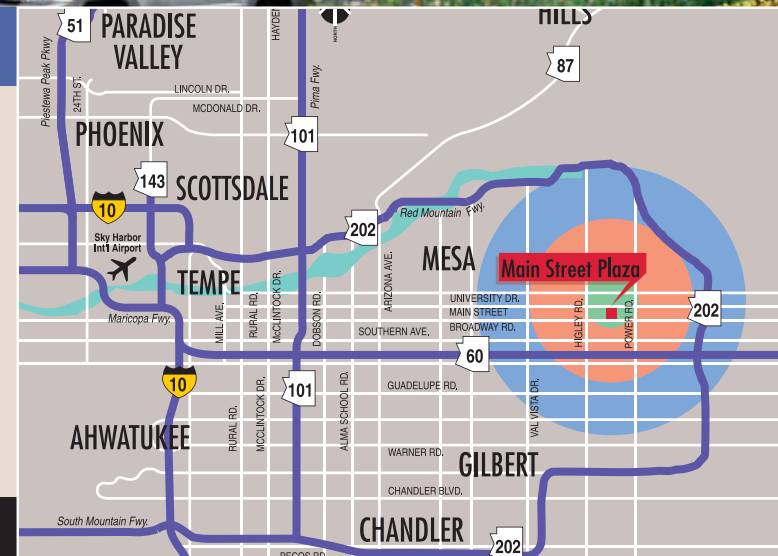 HILLS
51
PARADISE
VALLEY
HAYDEN
NORTH
87
Piestewa Peak Pkwy
24TH ST.
LINCOLN DR.
MCDONALD DR.
Pima Fwy.
PHOENIX
101
143
SCOTTSDALE
10
202
Red Mountain Fwy.
Sky Harbor
Int'l Airport
MESA
Main Street Plaza
TEMPE
ARIZONA AVE.
UNIVERSITY DR.
MAIN STREET
BROADWAY RD.
SOUTHERN AVE.
Maricopa Fwy.
MILL AVE.
RURAL RD.
McCLINTOCK DR.
DOBSON RD.
HIGLEY RD.
POWER RD.
202
60
10
101
GUADELUPE RD.
RURAL RD.
MCCLINTOCK DR.
ALMA SCHOOL RD.
VAL VISTA DR.
AHWATUKEE
WARNER RD.
GILBERT
CHANDLER BLVD.
South Mountain Fwy.
CHANDLER
202
PECOS RD.